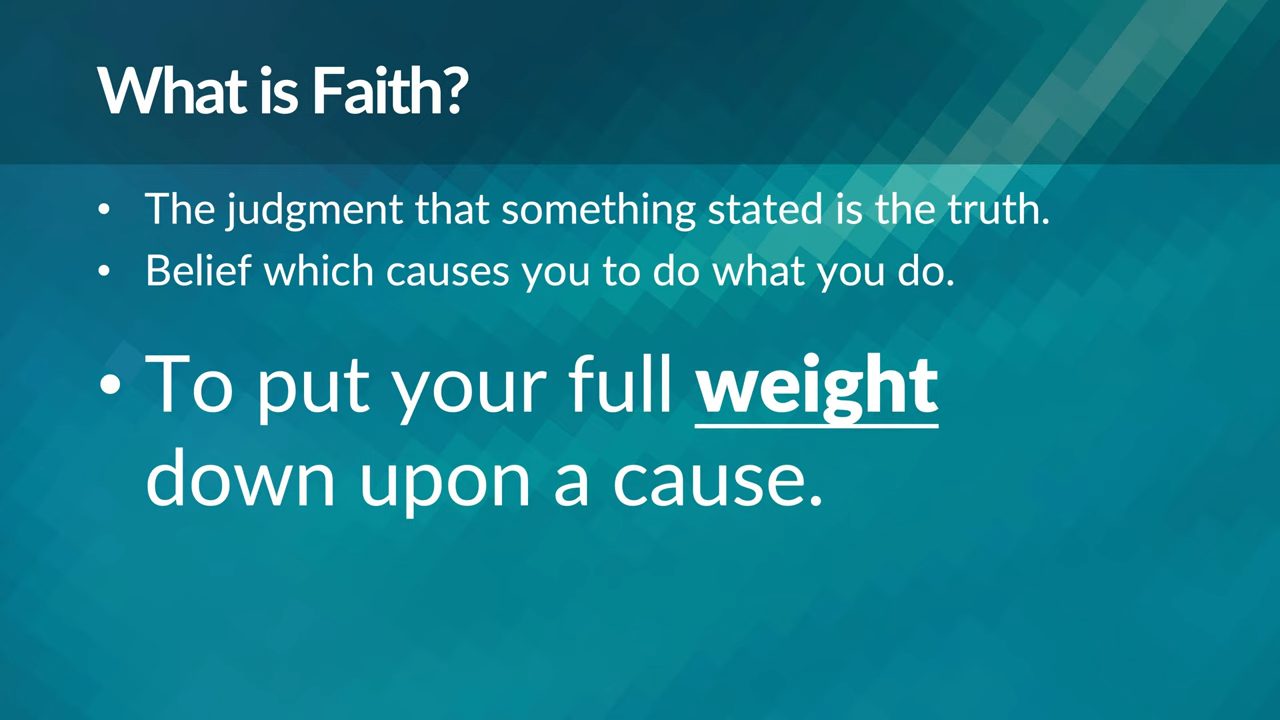 What is Faith?
• The judgment that something stated is the truth.
• Belief which causes you to do what you do.
• To put your full weight
down upon a cause.